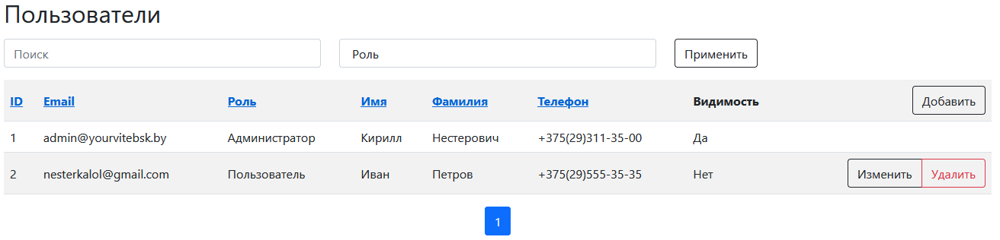 Пользователи
Поиск Роль Применить
ID Email Роль Имя Фамилия Телефон Видимость Добавить
1 admin@yourvitebsk.by Администратор Кирилл Нестерович +375(29)311-35-00 Да
2 nesterkalol@gmail.com Пользователь Иван Петров +375(29)555-35-35 Нет Изменить Удалить
1